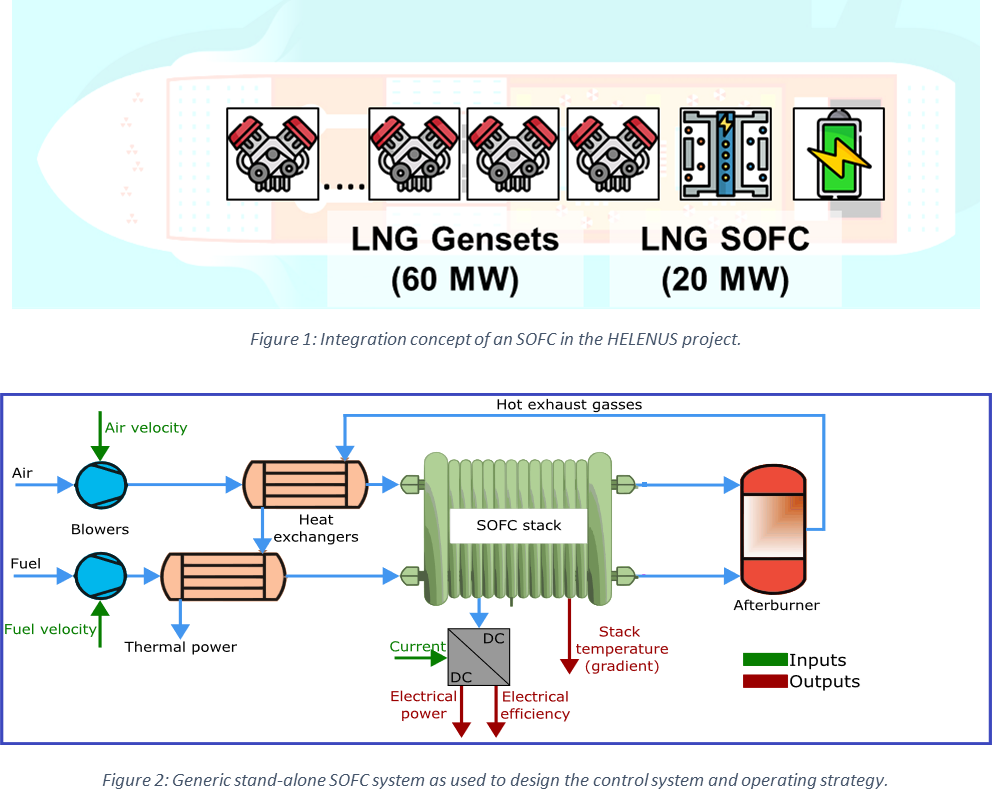 ....
LNG Gensets
(60 MW)
LNG SOFC
(20 MW)
Figure 1: Integration concept of an SOFC in the HELENUS project.
Hot exhaust gasses
Air velocity
Air
Blowers
Heat
exchangers
SOFC stack
Fuel
Fuel velocity
Thermal power
Afterburner
Current
DC
DC
Stack
temperature
(gradient)
Electrical
power
Electrical
efficiency
Inputs
Outputs
Figure 2: Generic stand-alone SOFC system as used to design the control system and operating strategy.